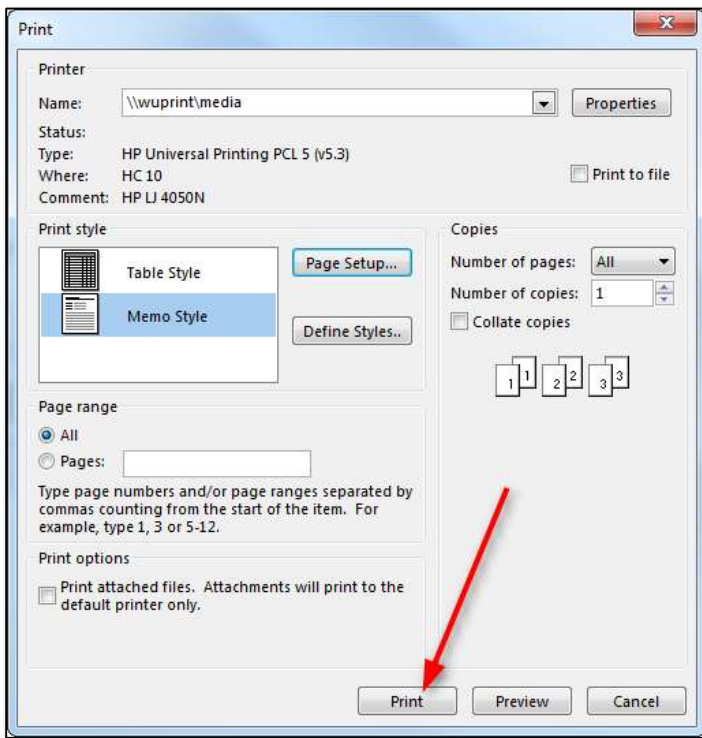 Print
Printer
Name: \\wuprint\media Properties
Status:
Type: HP Universal Printing PCL 5 (v5.3)
Where: HC 10 Print to file
Comment: HP LJ 4050N
Print style
Table Style
Memo Style
Page Setup...
Define Styles..
Copies
Number of pages: All
Number of copies: 1
Collate copies
1 1 2 2 3 3
Page range
All
Pages:
Type page numbers and/or page ranges separated by
commas counting from the start of the item. For
example, type 1, 3 or 5-12.
Print options
Print attached files. Attachments will print to the
default printer only.
Print Preview Cancel